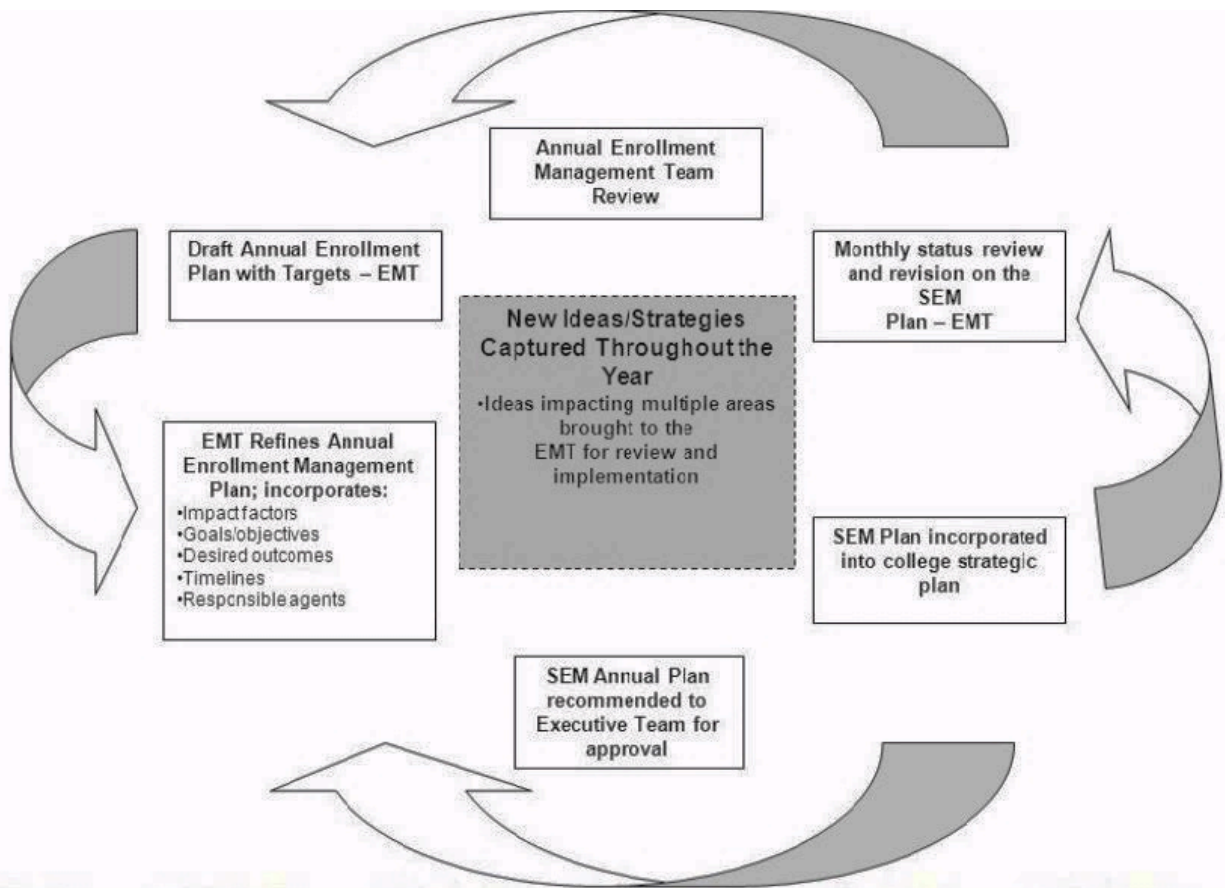 Annual Enrollment
Management Team
Review
Draft Annual Enrollment
Plan with Targets – EMT
Monthly status review
and revision on the
SEM
Plan – EMT
New Ideas/Strategies
Captured Throughout the
Year
•Ideas impacting multiple areas
brought to the
EMT for review and
implementation
EMT Refines Annual
Enrollment Management
Plan; incorporates:
•Impact factors
•Goals/objectives
•Desired outcomes
•Timelines
•Responsible agents
SEM Plan incorporated
into college strategic
plan
SEM Annual Plan
recommended to
Executive Team for
approval